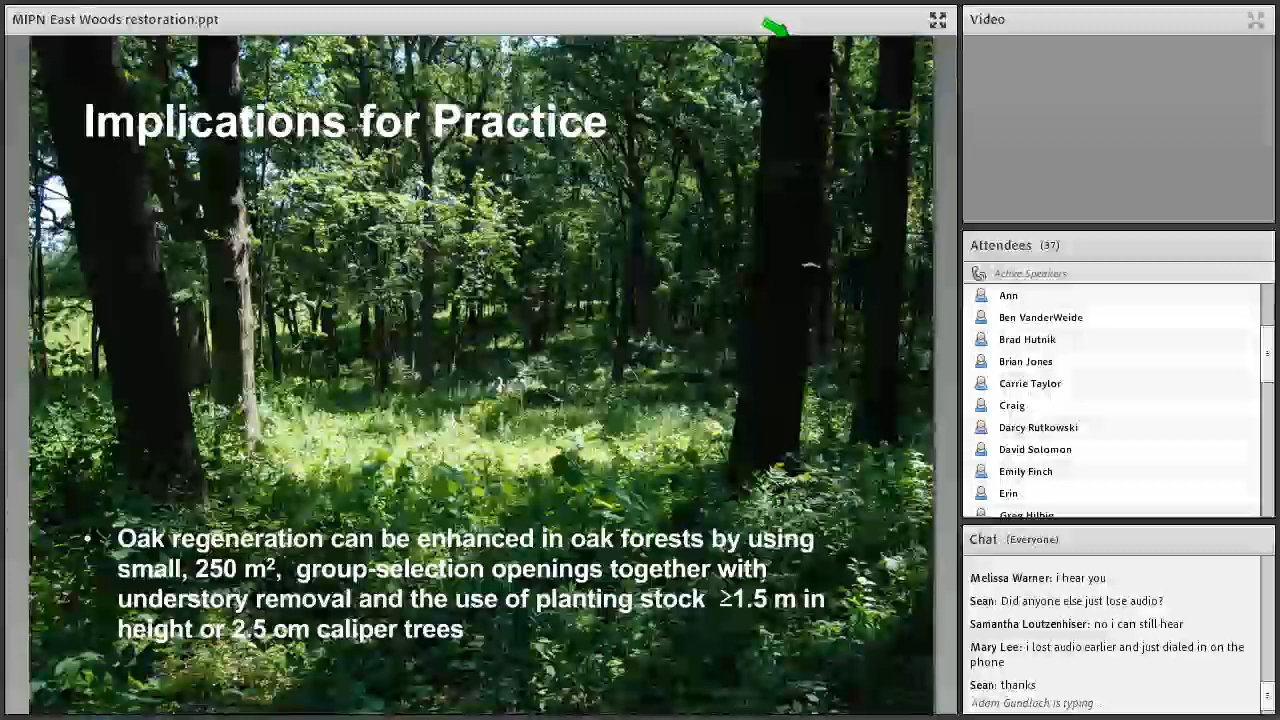 MIPN East Woods restoration.ppt
Implications for Practice
• Oak regeneration can be enhanced in oak forests by using
small, 250 m², group-selection openings together with
understory removal and the use of planting stock ≥1.5 m in
height or 2.5 cm caliper trees
Video
Attendees (37)
Active Speakers
Ann
Ben VanderWeide
Brad Hutnik
Brian Jones
Carrie Taylor
Craig
Darcy Rutkowski
David Solomon
Emily Finch
Erin
Greg Hilbig
Chat (Everyone)
Melissa Warner: i hear you
Sean: Did anyone else just lose audio?
Samantha Loutzenhiser: no i can still hear
Mary Lee: i lost audio earlier and just dialed in on the
phone
Sean: thanks
Adam Gundlach is typing